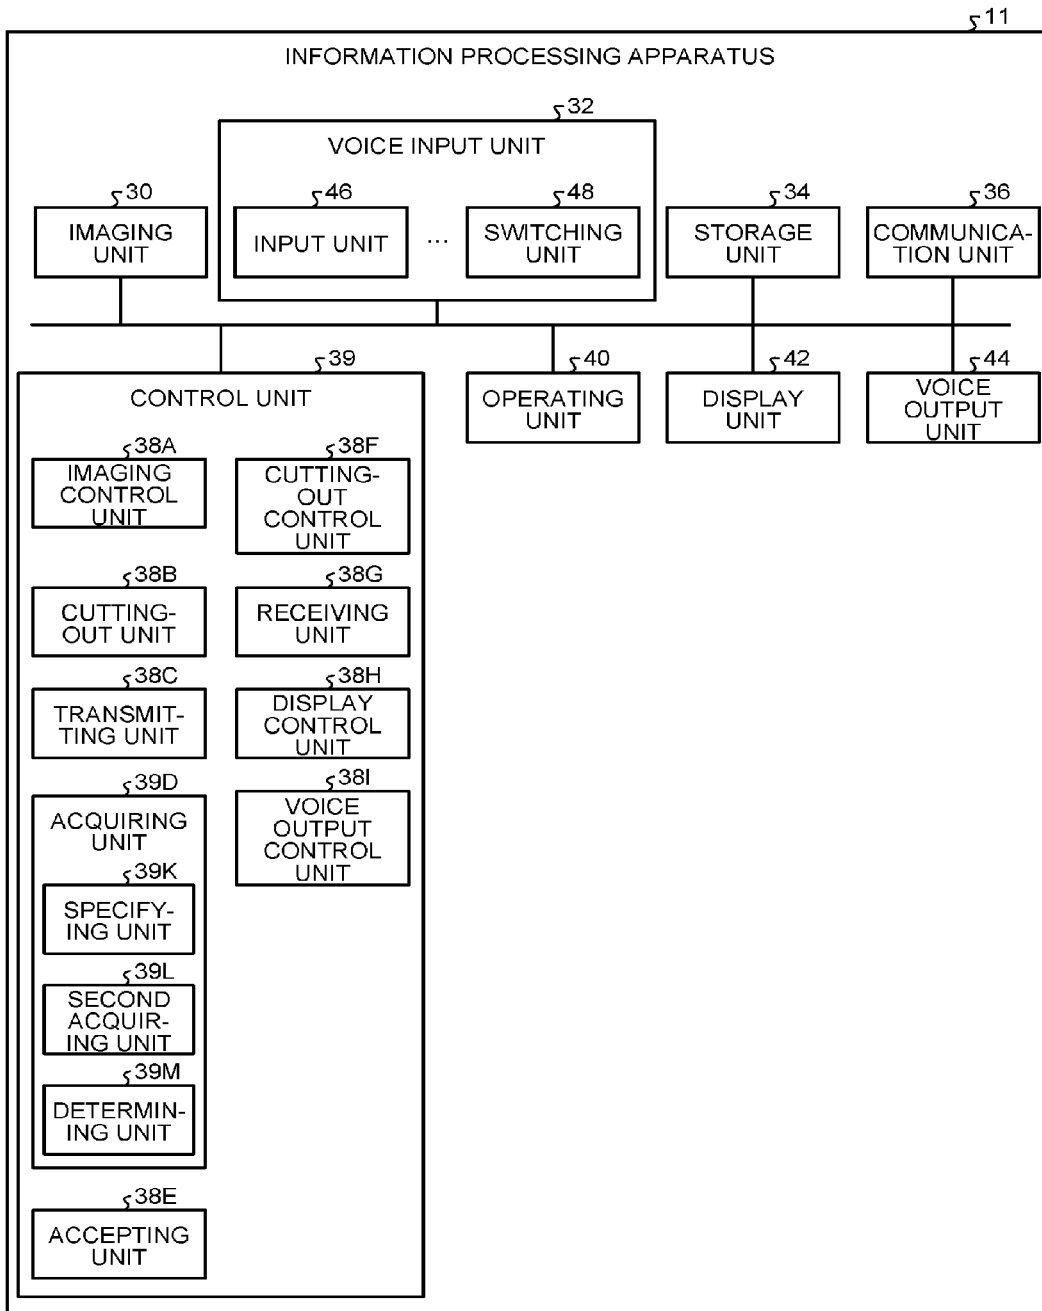 11
INFORMATION PROCESSING APPARATUS
32
VOICE INPUT UNIT
30
IMAGING
UNIT
46
INPUT UNIT
...
48
SWITCHING
UNIT
34
STORAGE
UNIT
36
COMMUNICA-
TION UNIT
39
CONTROL UNIT
40
OPERATING
UNIT
42
DISPLAY
UNIT
44
VOICE
OUTPUT
UNIT
38A
IMAGING
CONTROL
UNIT
38F
CUTTING-
OUT
CONTROL
UNIT
38B
CUTTING-
OUT UNIT
38G
RECEIVING
UNIT
38C
TRANSMIT-
TING UNIT
38H
DISPLAY
CONTROL
UNIT
39D
ACQUIRING
UNIT
38I
VOICE
OUTPUT
CONTROL
UNIT
39K
SPECIFY-
ING UNIT
39L
SECOND
ACQUIR-
ING UNIT
39M
DETERMIN-
ING UNIT
38E
ACCEPTING
UNIT